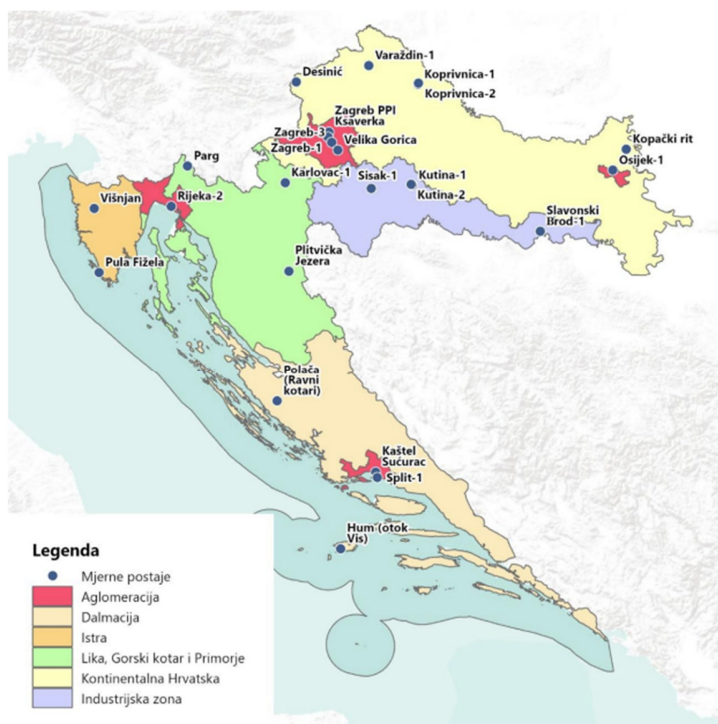 Varaždin-1
Desinić
Koprivnica-1
Koprivnica-2
Zagreb PPI
Ksaverka
Zagreb-3
Velika Gorica
Zagreb-1
Kopački rit
Osijek-1
Parg
Karlovac-1
Sisak-1
Kutina-1
Kutina-2
Višnjan
Rijeka-2
Slavonski
Brod-1
Plitvička
Jezera
Pula Fižela
Polača
(Ravni
kotari)
Kaštel
Sućurac
Split-1
Hum (otok
Vis)
Legenda
Mjerne postaje
Aglomeracija
Dalmacija
Istra
Lika, Gorski kotar i Primorje
Kontinentalna Hrvatska
Industrijska zona